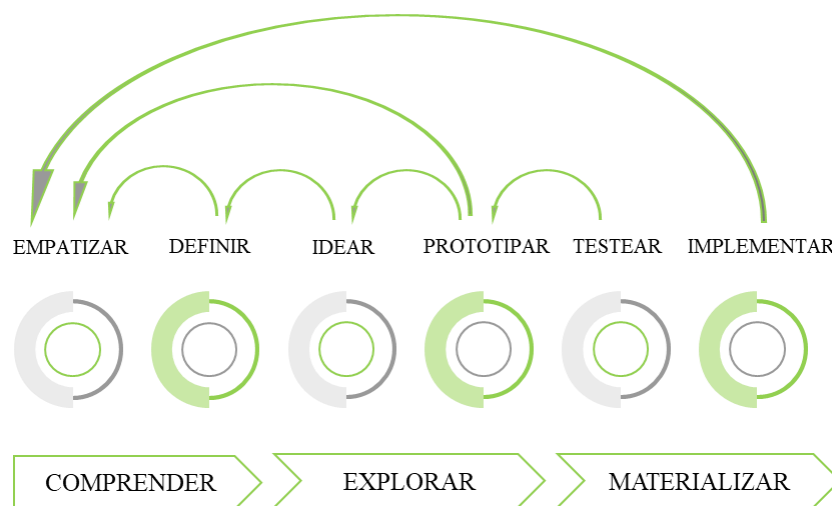 EMPATIZAR DEFINIR IDEAR PROTOTIPAR TESTEAR IMPLEMENTAR
COMPRENDER EXPLORAR MATERIALIZAR